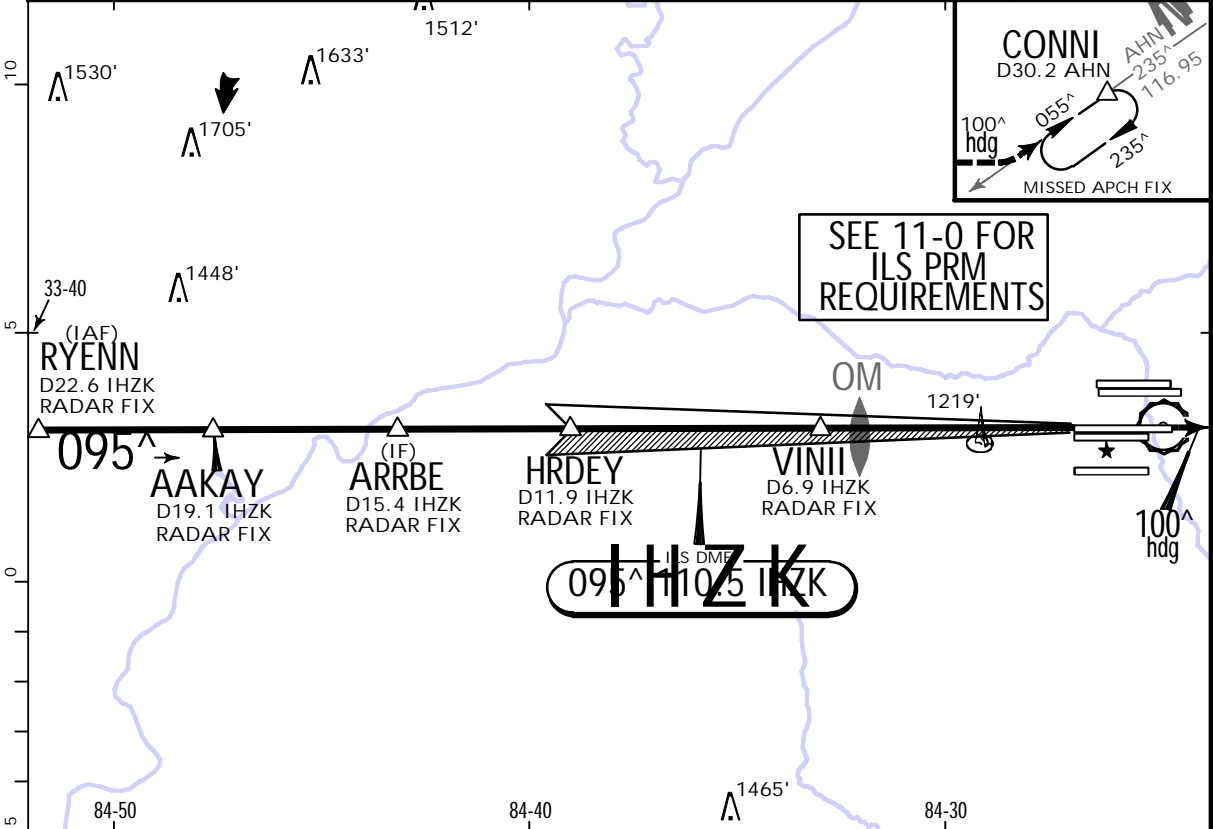 1512'
10
1530'
1633'
1705'
CONNI
D30.2 AHN
AHN
235^
116.95
055^
100^
hdg
235^
MISSED APCH FIX
SEE 11-0 FOR
ILS PRM
REQUIREMENTS
1448'
33-40
5
(IAF)
RYENN
D22.6 IHZK
RADAR FIX
OM
1219'
095^
AAKAY
D19.1 IHZK
RADAR FIX
(IF)
ARRBE
D15.4 IHZK
RADAR FIX
HRDEY
D11.9 IHZK
RADAR FIX
VINII
D6.9 IHZK
RADAR FIX
100^
hdg
ILS DME
095^ 110.5 IHZK
I H Z K
0
1465'
84-50
84-40
84-30
5